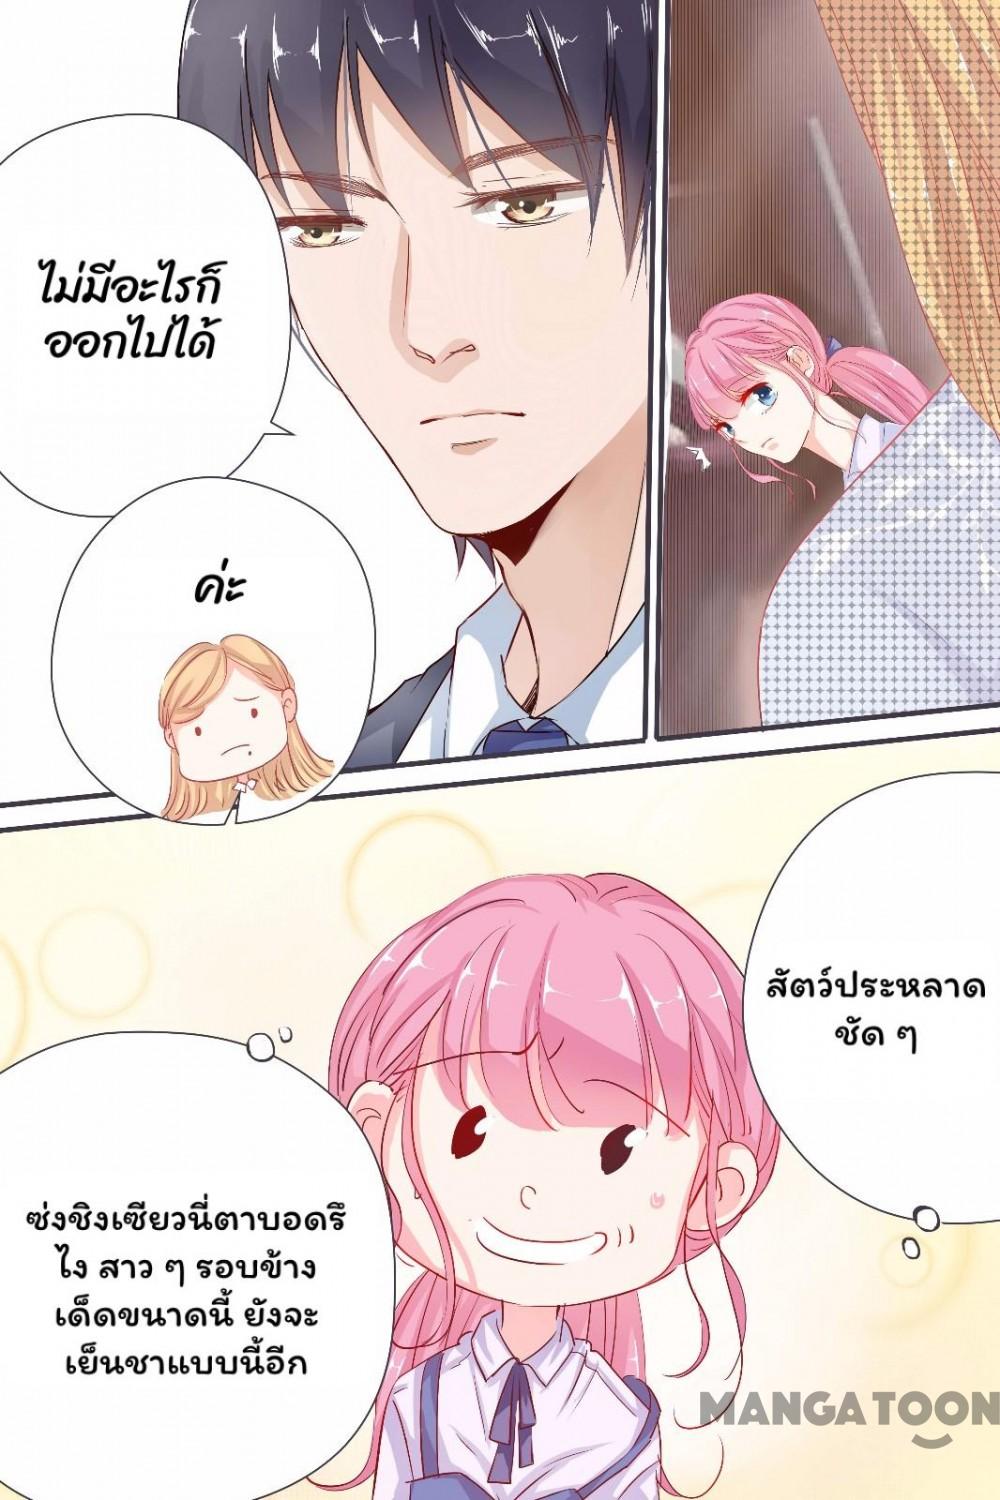 ไม่มีอะไรก็
ออกไปได้
ค่ะ
สัตว์ประหลาด
ชัด ๆ
ซ่งชิงเซียวนี่ตาบอดรึ
ไง สาว ๆ รอบข้าง
เด็ดขนาดนี้ ยังจะ
เย็นชาแบบนี้อีก
MANGATOON